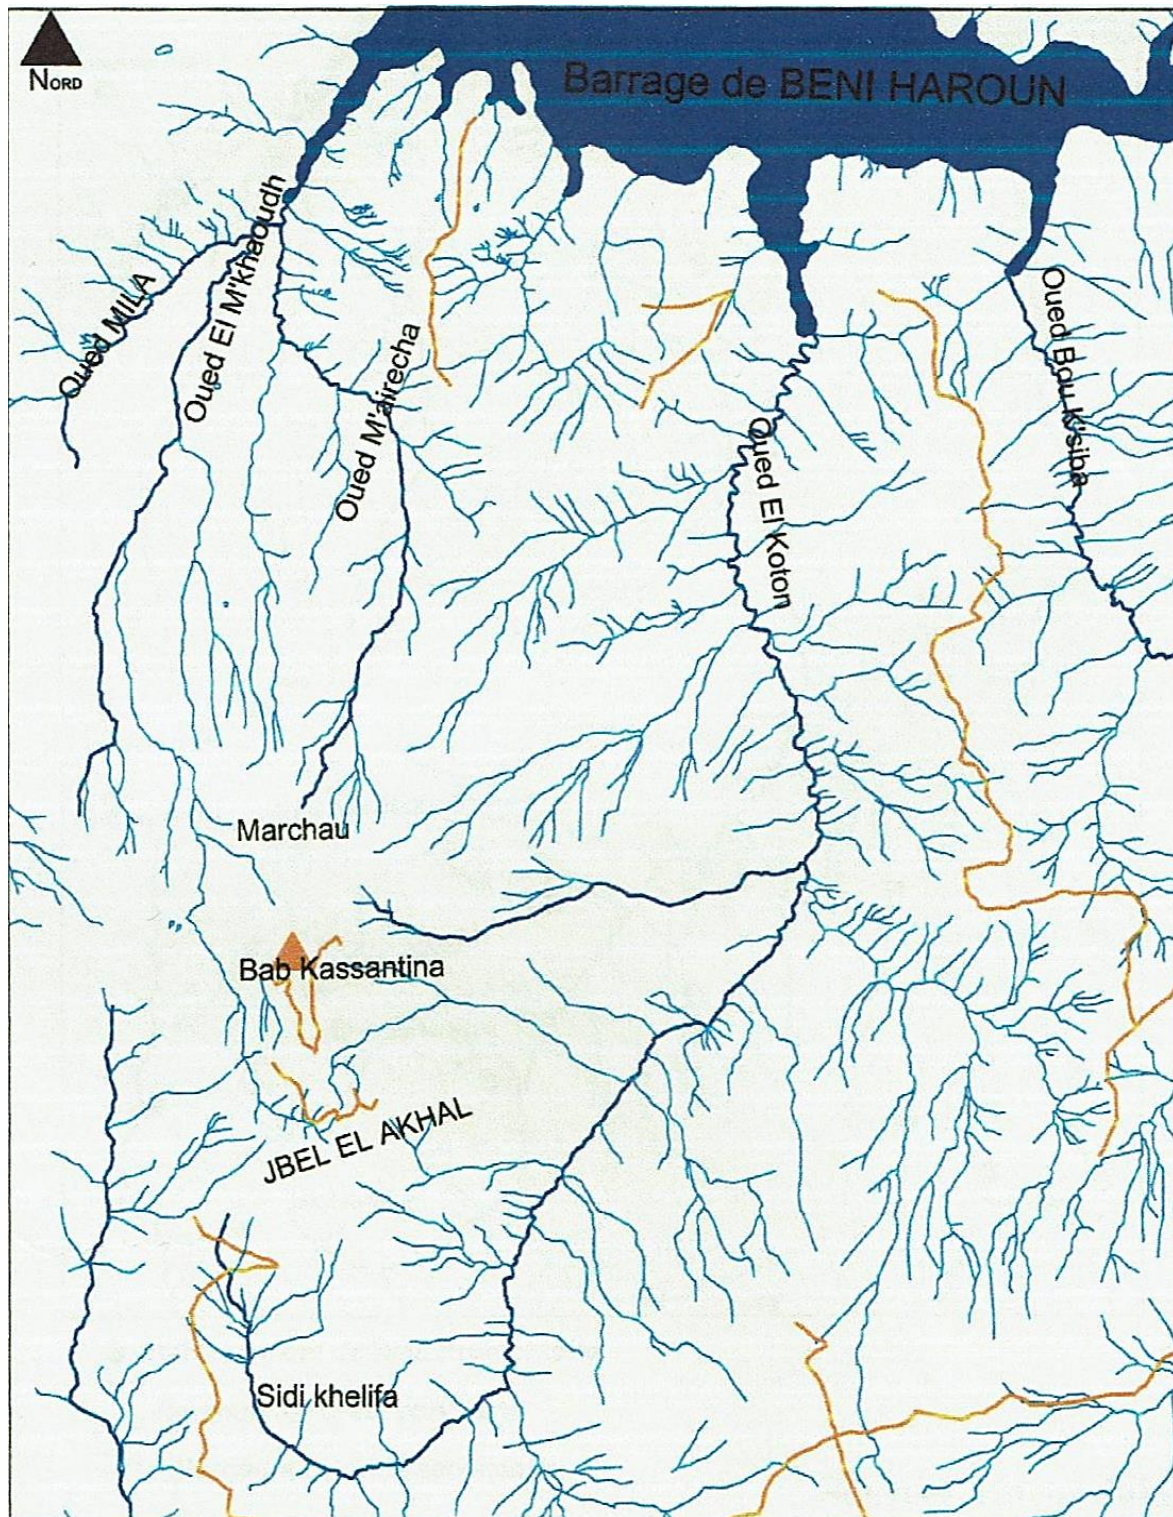 NORD
Barrage de BENI HAROUN
Oued MILA
Oued El M'khaoudh
Oued M'airecha
Oued El Koton
Oued Bou K'siba
Marchau
Bab Kassantina
JBEL EL AKHAL
Sidi khelifa